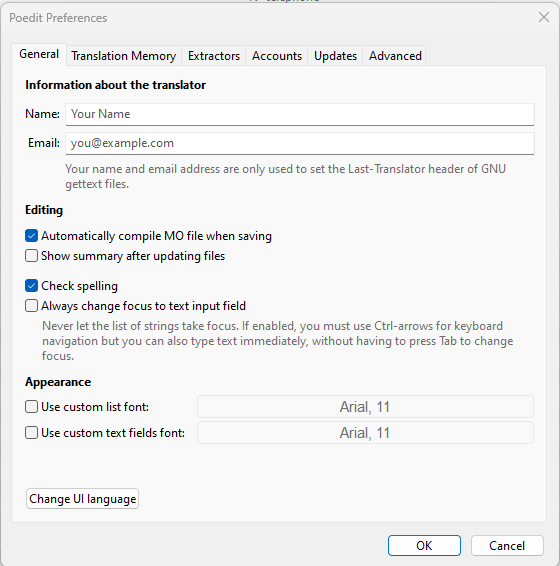 Poedit Preferences
General Translation Memory Extractors Accounts Updates Advanced
Information about the translator
Name: Your Name
Email: you@example.com
Your name and email address are only used to set the Last-Translator header of GNU
gettext files.
Editing
Automatically compile MO file when saving
Show summary after updating files
Check spelling
Always change focus to text input field
Never let the list of strings take focus. If enabled, you must use Ctrl-arrows for keyboard
navigation but you can also type text immediately, without having to press Tab to change
focus.
Appearance
Use custom list font: Arial, 11
Use custom text fields font: Arial, 11
Change UI language
OK Cancel